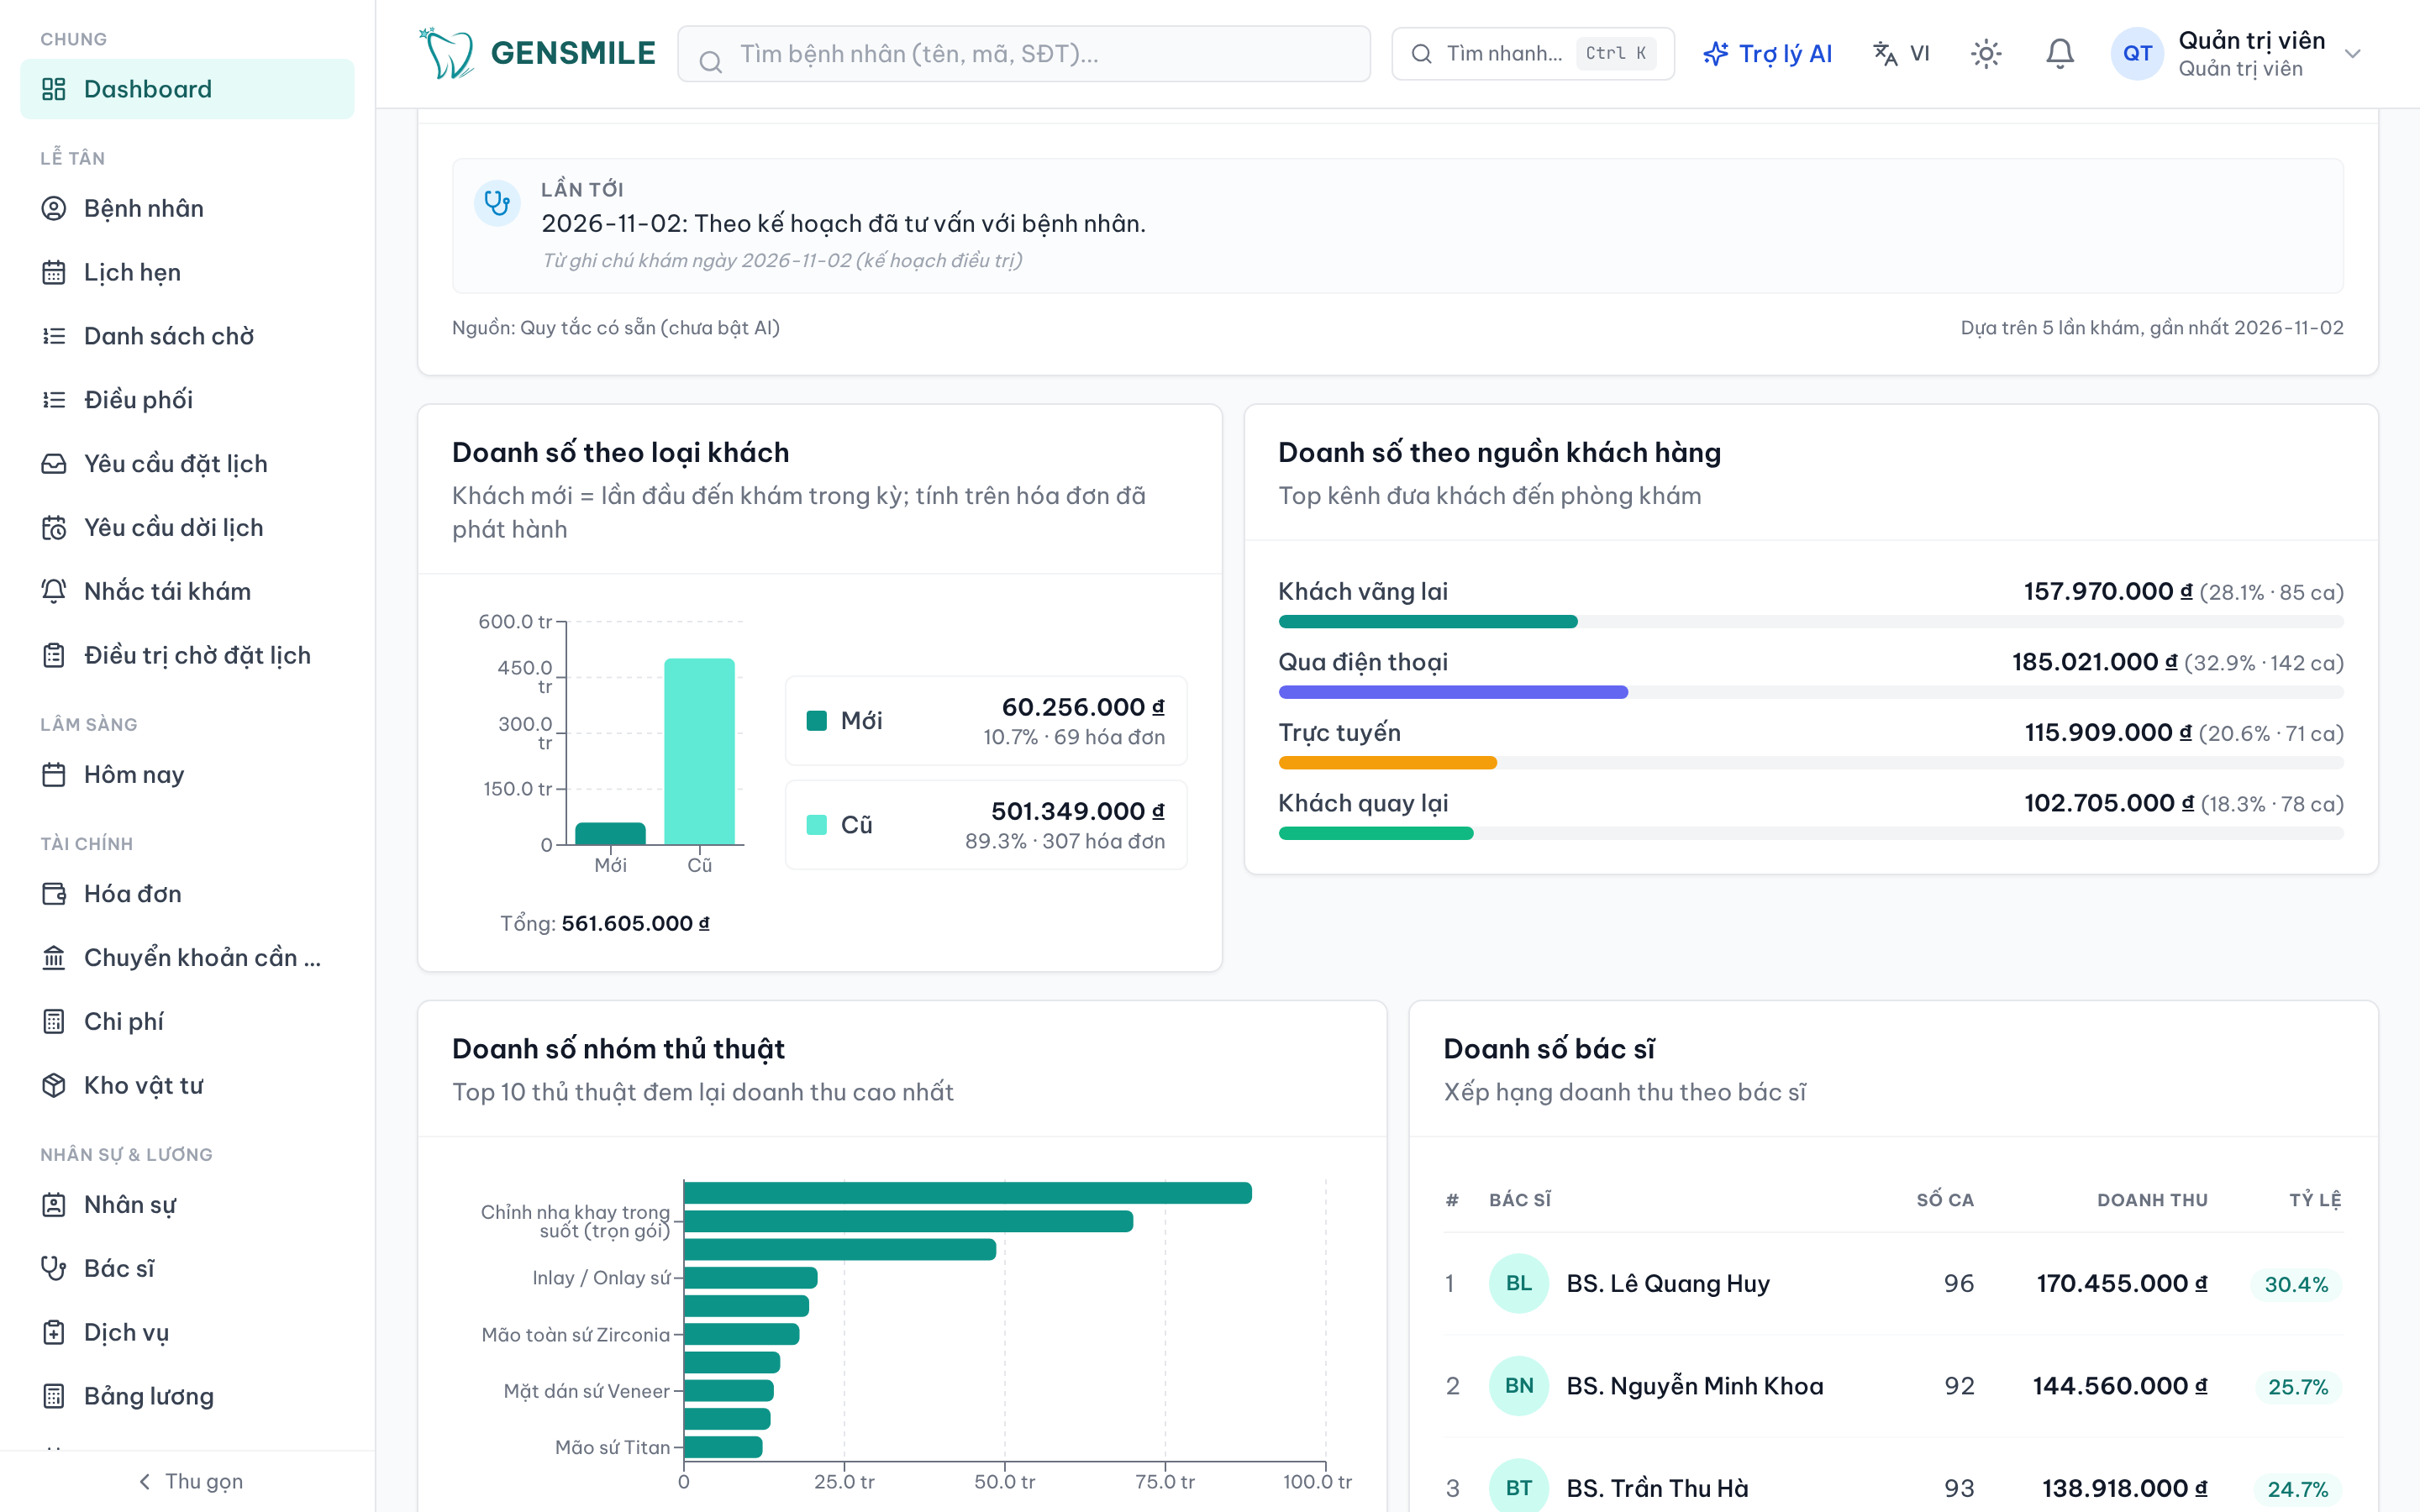 CHUNG
Dashboard
LỄ TÂN
Bệnh nhân
Lịch hẹn
Danh sách chờ
Điều phối
Yêu cầu đặt lịch
Yêu cầu dời lịch
Nhắc tái khám
Điều trị chờ đặt lịch
LÂM SÀNG
Hôm nay
TÀI CHÍNH
Hóa đơn
Chuyển khoản cần ...
Chi phí
Kho vật tư
NHÂN SỰ & LƯƠNG
Nhân sự
Bác sĩ
Dịch vụ
Bảng lương
Thu gọn
GENSMILE
Tìm bệnh nhân (tên, mã, SĐT)...
Tìm nhanh... Ctrl K
Trợ lý AI
VI
QT
Quản trị viên
Quản trị viên
LẦN TỚI
2026-11-02: Theo kế hoạch đã tư vấn với bệnh nhân.
Từ ghi chú khám ngày 2026-11-02 (kế hoạch điều trị)
Nguồn: Quy tắc có sẵn (chưa bật AI)
Dựa trên 5 lần khám, gần nhất 2026-11-02
Doanh số theo loại khách
Khách mới = lần đầu đến khám trong kỳ; tính trên hóa đơn đã
phát hành
600.0 tr
450.0
tr
300.0
tr
150.0 tr
0
Mới
Cũ
Mới
60.256.000 ₫
10.7% · 69 hóa đơn
Cũ
501.349.000 ₫
89.3% · 307 hóa đơn
Tổng: 561.605.000 ₫
Doanh số theo nguồn khách hàng
Top kênh đưa khách đến phòng khám
Khách vãng lai 157.970.000 ₫ (28.1% · 85 ca)
Qua điện thoại 185.021.000 ₫ (32.9% · 142 ca)
Trực tuyến 115.909.000 ₫ (20.6% · 71 ca)
Khách quay lại 102.705.000 ₫ (18.3% · 78 ca)
Doanh số nhóm thủ thuật
Top 10 thủ thuật đem lại doanh thu cao nhất
Chỉnh nha khay trong
suốt (trọn gói)
Inlay / Onlay sứ
Mão toàn sứ Zirconia
Mặt dán sứ Veneer
Mão sứ Titan
0 25.0 tr 50.0 tr 75.0 tr 100.0 tr
Doanh số bác sĩ
Xếp hạng doanh thu theo bác sĩ
# BÁC SĨ SỐ CA DOANH THU TỶ LỆ
1 BL BS. Lê Quang Huy 96 170.455.000 ₫ 30.4%
2 BN BS. Nguyễn Minh Khoa 92 144.560.000 ₫ 25.7%
3 BT BS. Trần Thu Hà 93 138.918.000 ₫ 24.7%